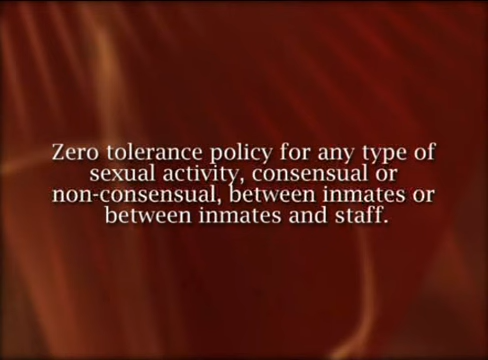 Zero tolerance policy for any type of
sexual activity, consensual or
non-consensual, between inmates or
between inmates and staff.